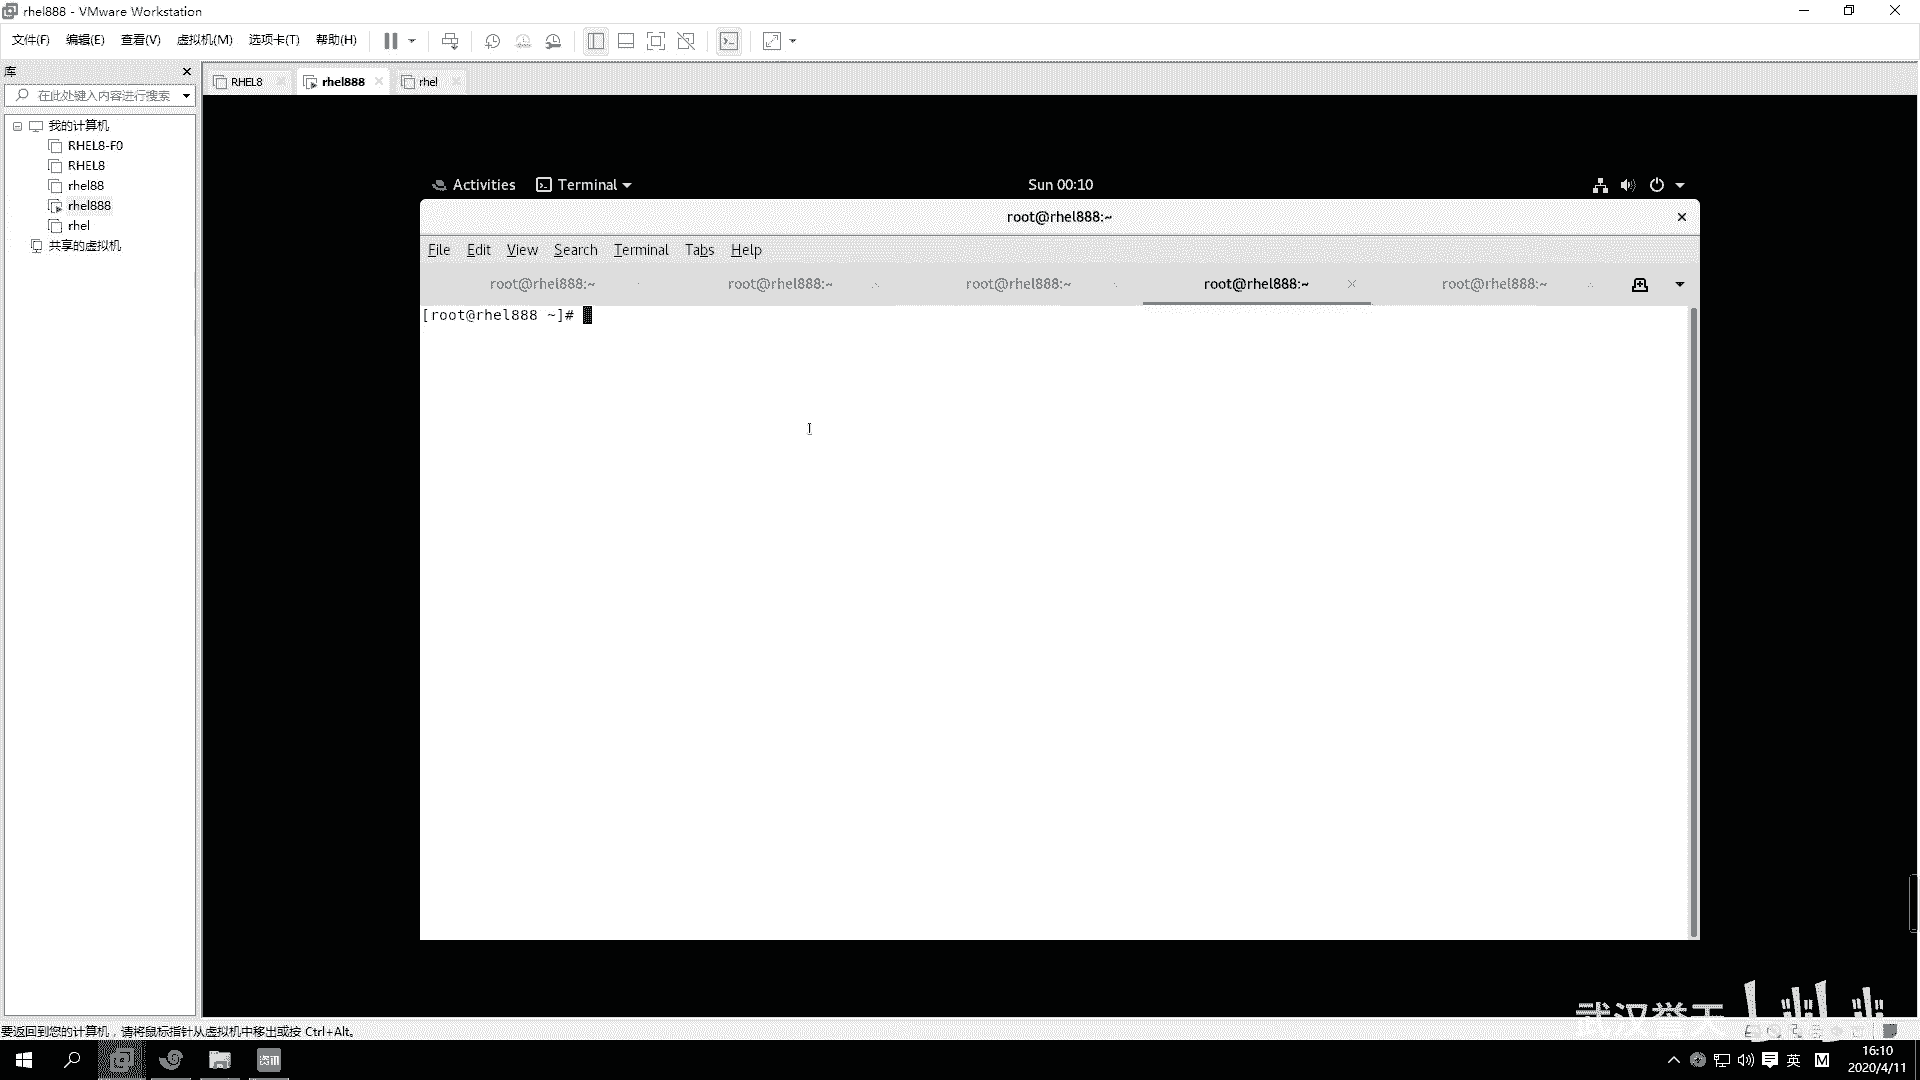 rhel888 - VMware Workstation
文件(F) 编辑(E) 查看(V) 虚拟机(M) 选项卡(T) 帮助(H)
库
在此处键入内容进行搜索
我的计算机
RHEL8-F0
RHEL8
rhel88
rhel888
rhel
共享的虚拟机
RHEL8 rhel888 rhel
Activities Terminal Sun 00:10
root@rhel888:~
File Edit View Search Terminal Tabs Help
root@rhel888:~ root@rhel888:~ root@rhel888:~ root@rhel888:~ root@rhel888:~
[root@rhel888 ~]#
武汉誉天
要返回到您的计算机，请将鼠标指针从虚拟机中移出或按 Ctrl+Alt。
资讯
英 M
16:10
2020/4/11